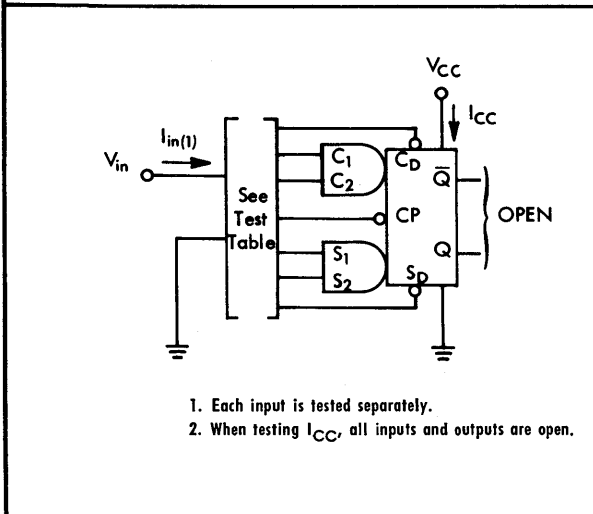 VCC
ICC
Iin(1)
Vin
See
Test
Table
C1
C2
CD
Q̅
CP
OPEN
S1
S2
Q
SD
1. Each input is tested separately.
2. When testing ICC, all inputs and outputs are open.